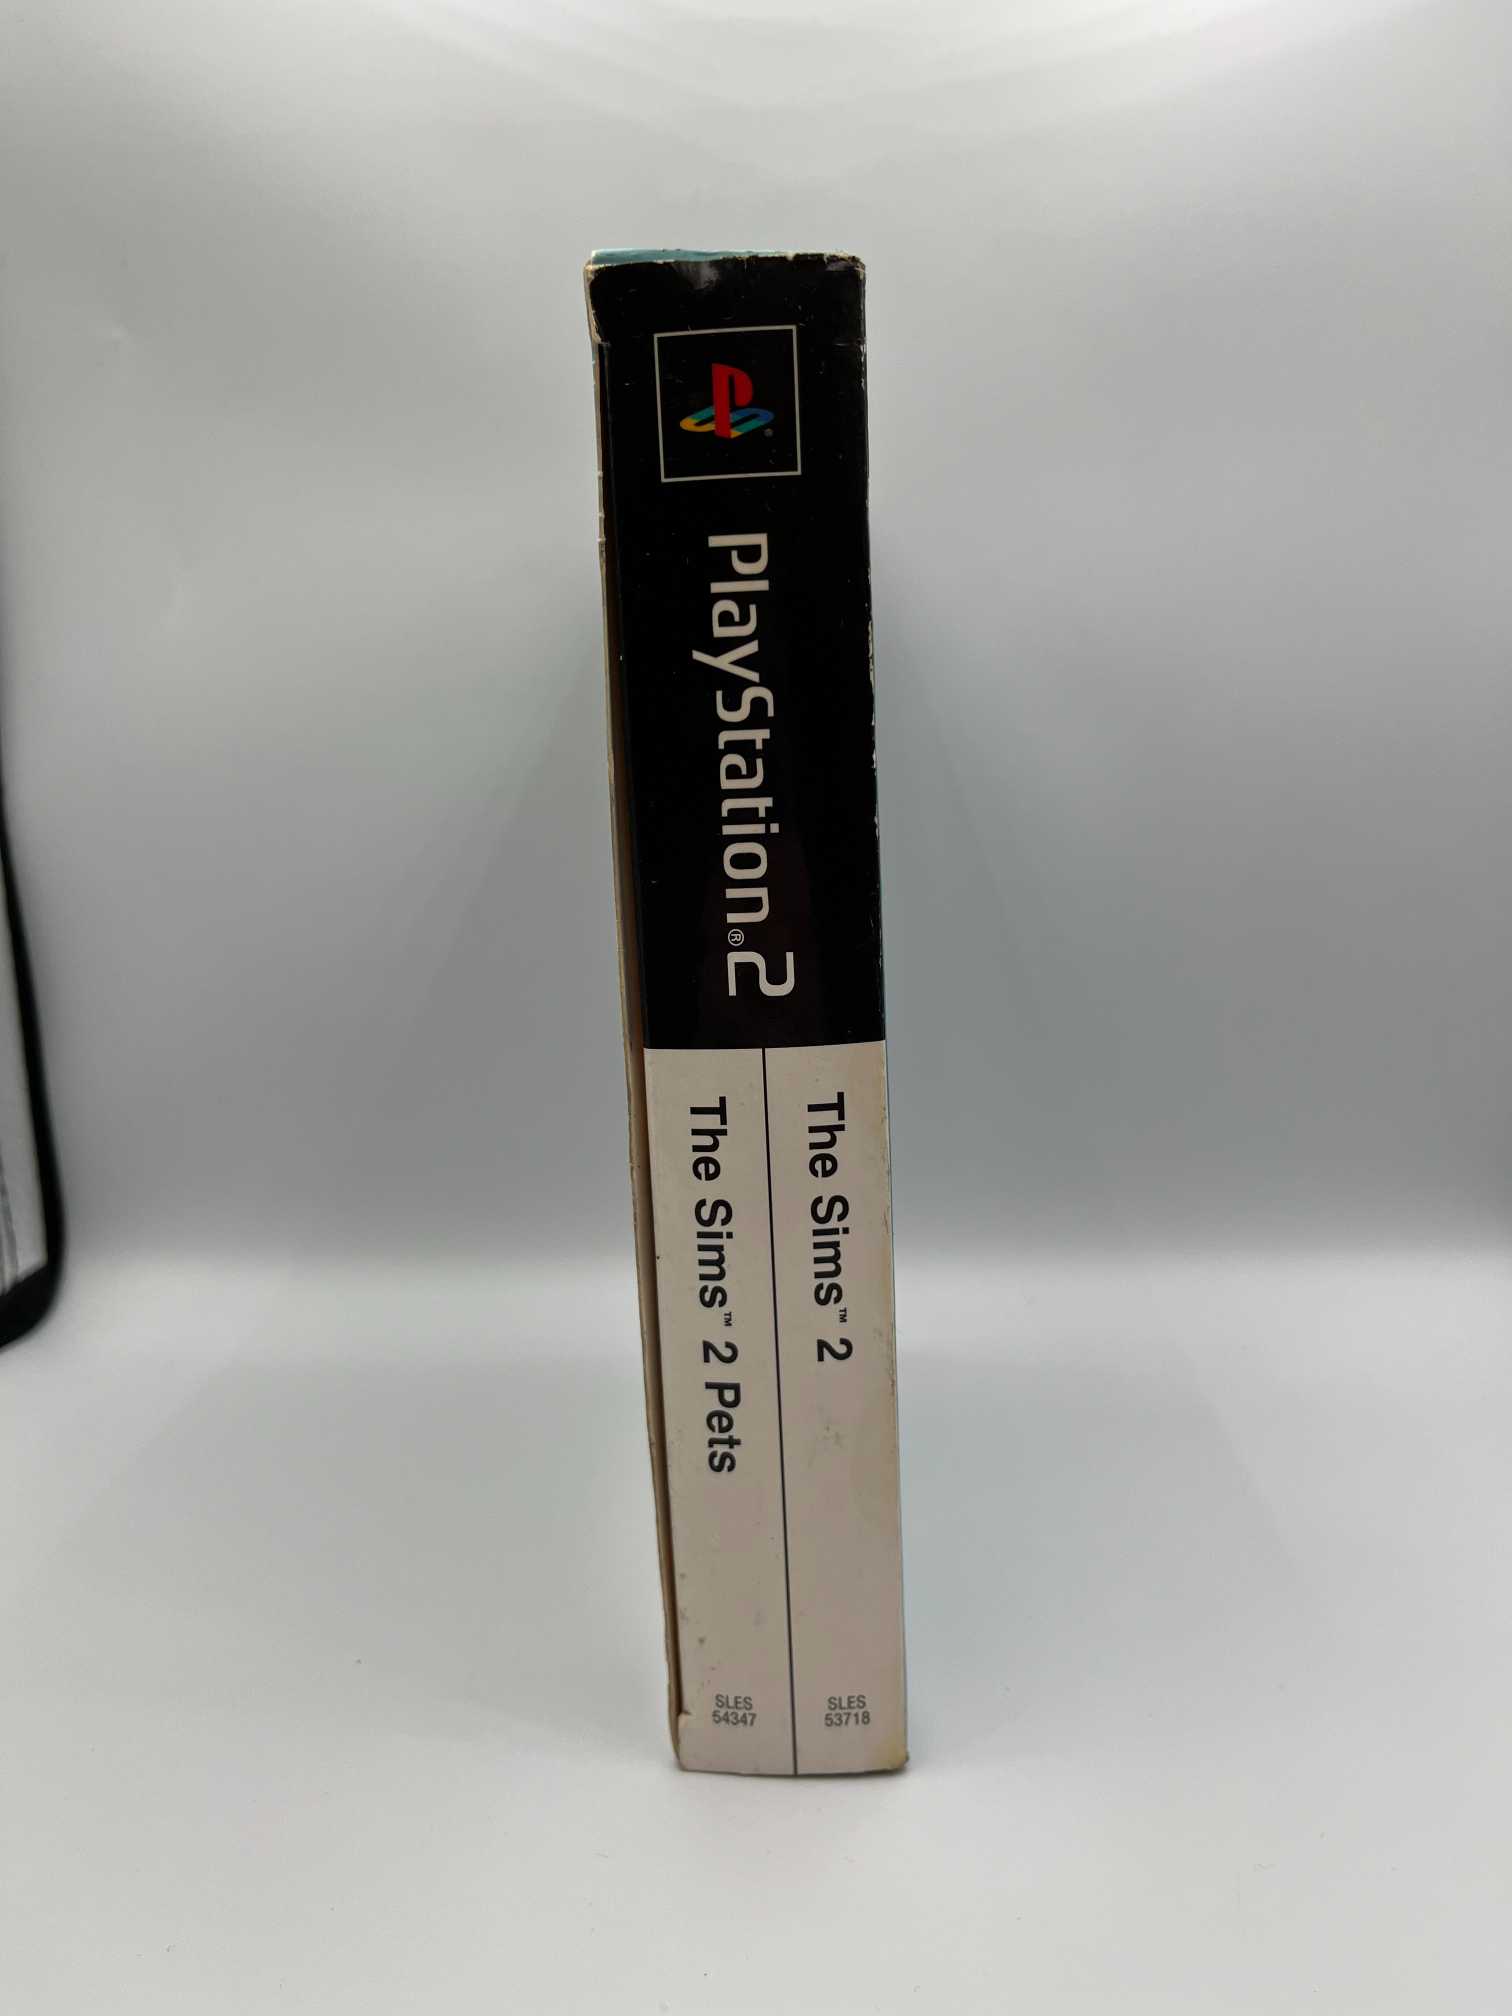 PlayStation®2
The Sims™ 2
SLES
53718
The Sims™ 2 Pets
SLES
54347